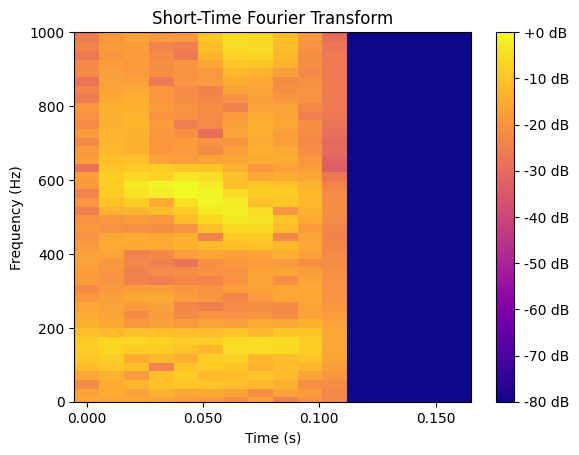 Short-Time Fourier Transform
1000
800
600
400
200
0
Frequency (Hz)
0.000
0.050
0.100
0.150
Time (s)
+0 dB
-10 dB
-20 dB
-30 dB
-40 dB
-50 dB
-60 dB
-70 dB
-80 dB